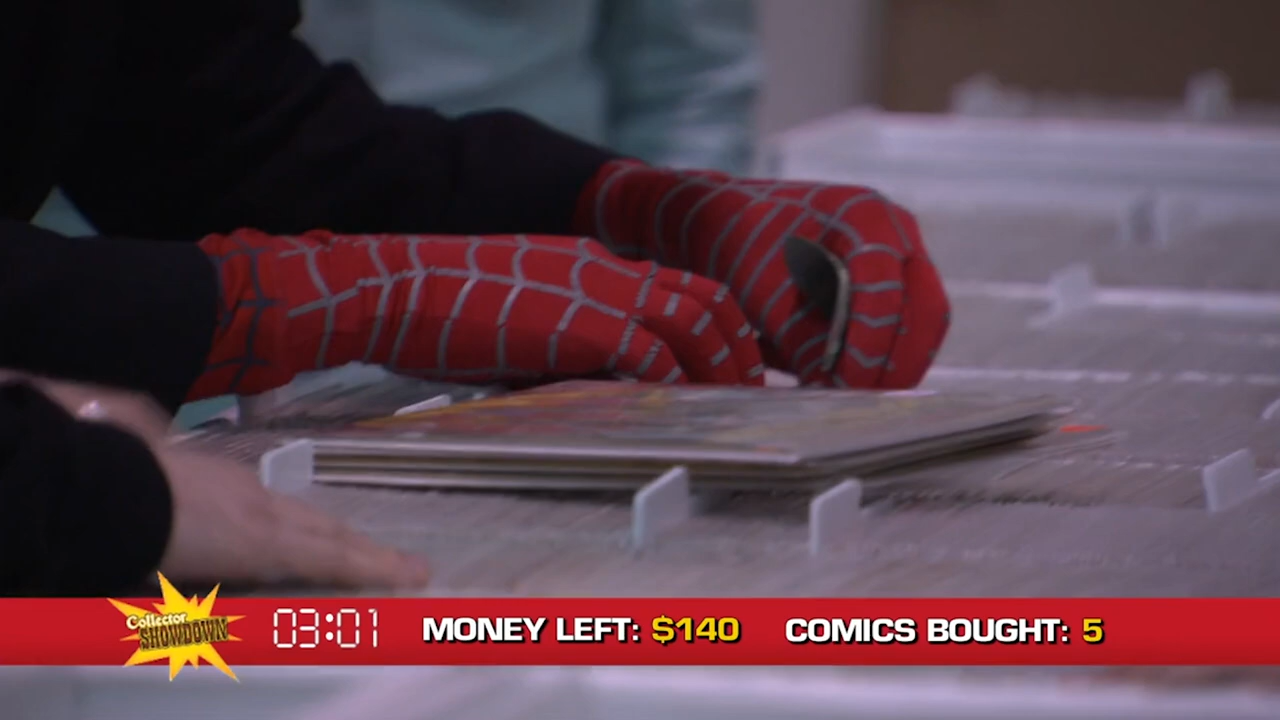 Collector
SHOWDOWN
03:01
MONEY LEFT: $140
COMICS BOUGHT: 5